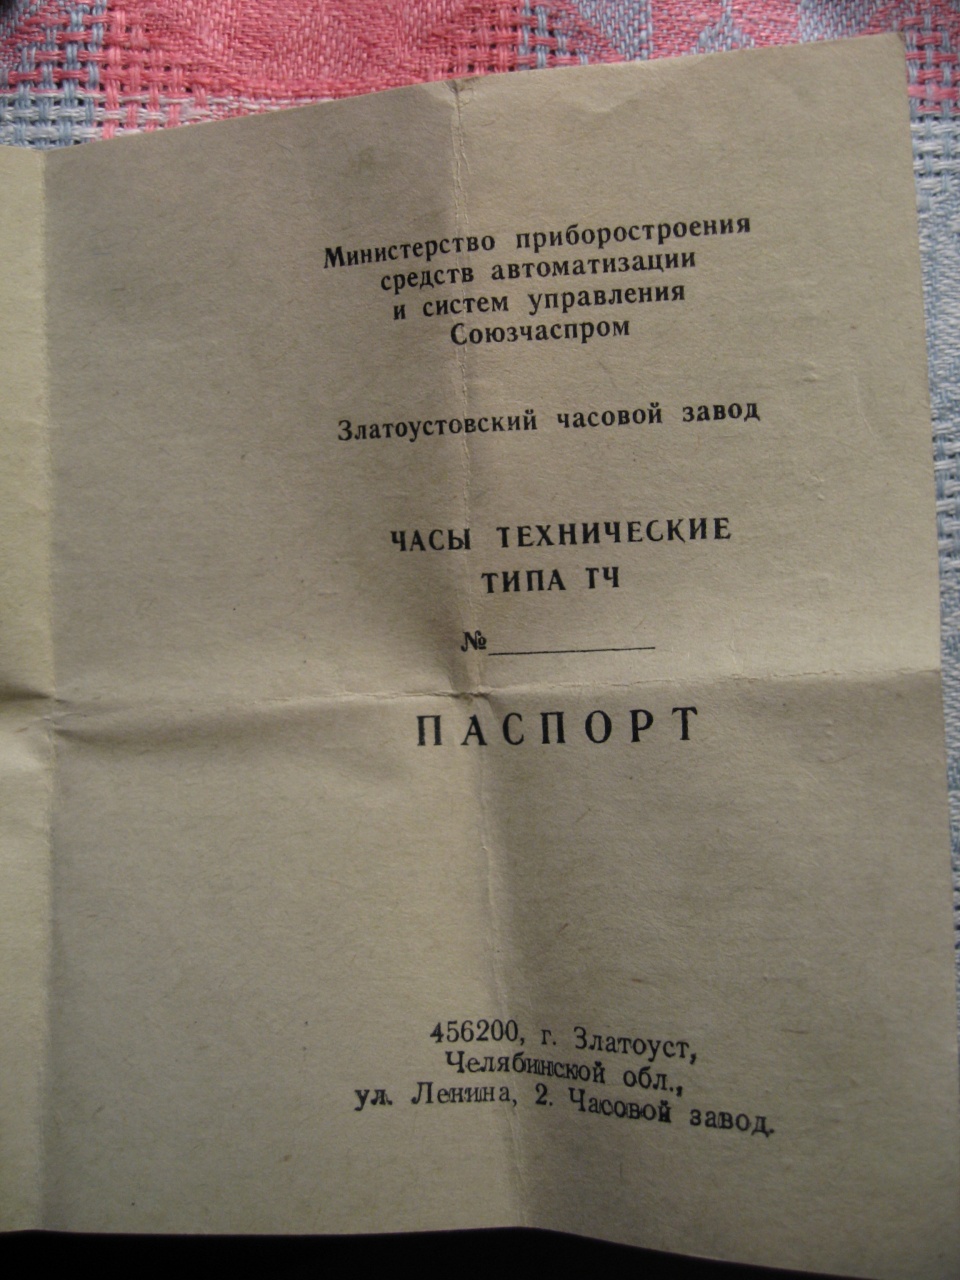 Министерство приборостроения
средств автоматизации
и систем управления
Союзчаспром
Златоустовский часовой завод
ЧАСЫ ТЕХНИЧЕСКИЕ
ТИПА ТЧ
№
ПАСПОРТ
456200, г. Златоуст,
Челябинской обл.,
ул. Ленина, 2. Часовой завод.